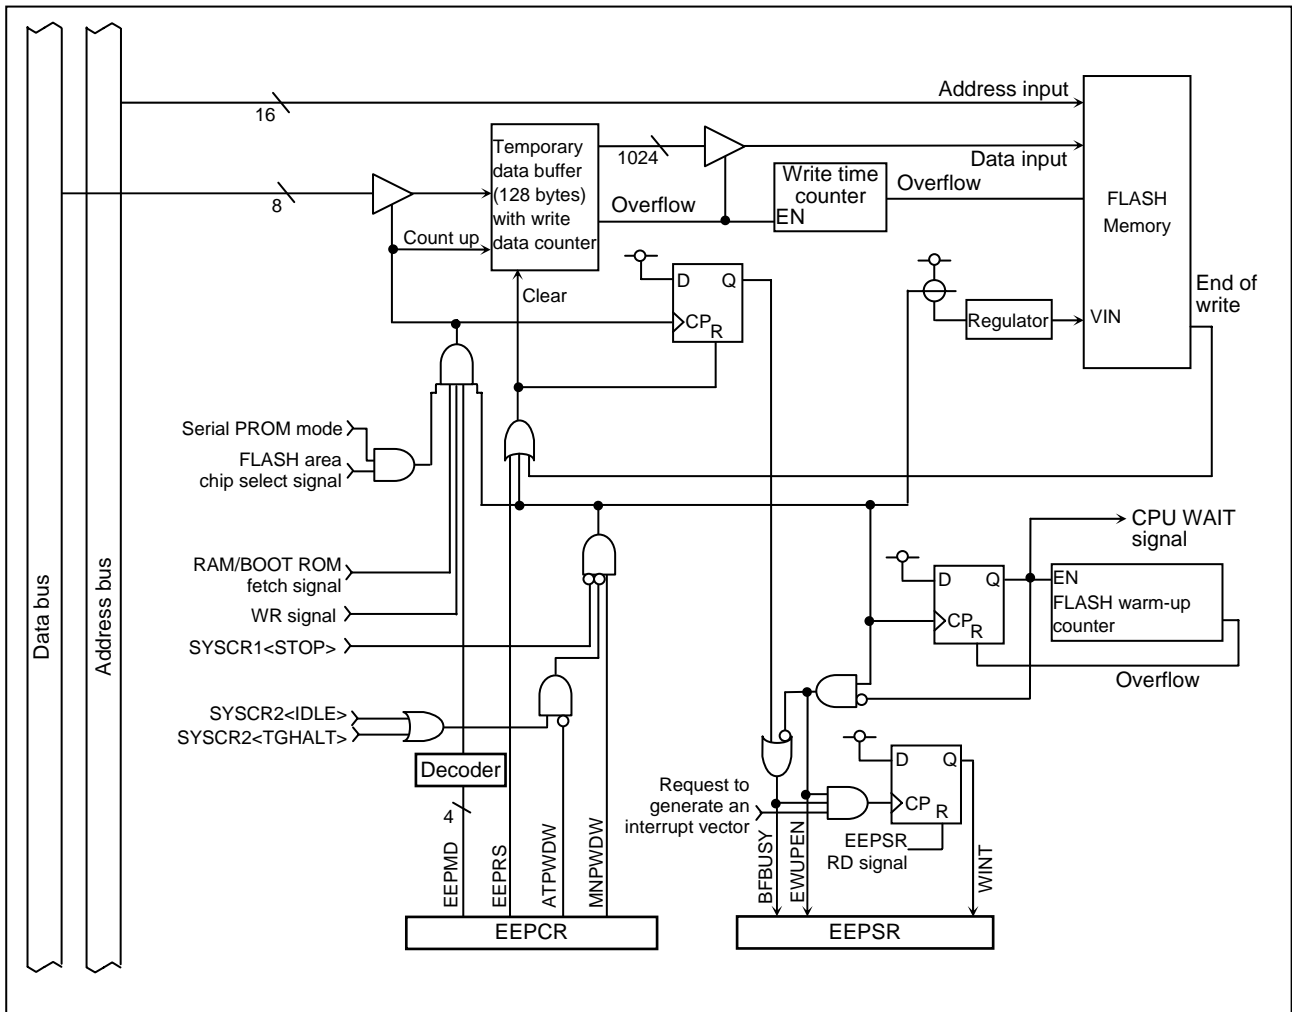 Data bus
Address bus
16
Address input
Temporary
data buffer
(128 bytes)
with write
data counter
1024
Data input
8
Overflow
Write time
counter
EN
Overflow
FLASH
Memory
Count up
Clear
D
Q
CP
R
Regulator
VIN
End of
write
Serial PROM mode
FLASH area
chip select signal
RAM/BOOT ROM
fetch signal
WR signal
SYSCR1<STOP>
SYSCR2<IDLE>
SYSCR2<TGHALT>
CPU WAIT
signal
D
Q
CP
R
EN
FLASH warm-up
counter
Overflow
Decoder
4
Request to
generate an
interrupt vector
D
Q
CP
R
EEPSR
RD signal
EEPMD
EEPRS
ATPWDW
MNPWDW
BFBUSY
EWUPEN
WINT
EEPCR
EEPSR